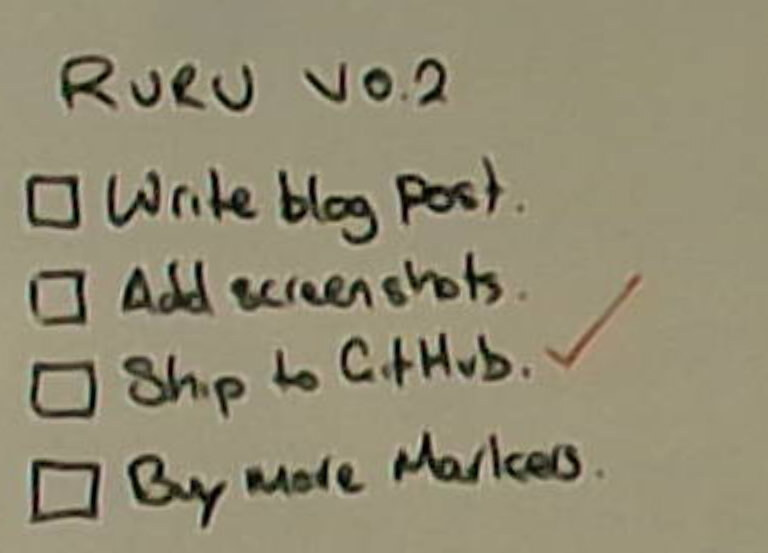 RURU V0.2
☐ Write blog post.
☐ Add screenshots.
☐ Ship to GitHub. ✓
☐ Buy more Markers.